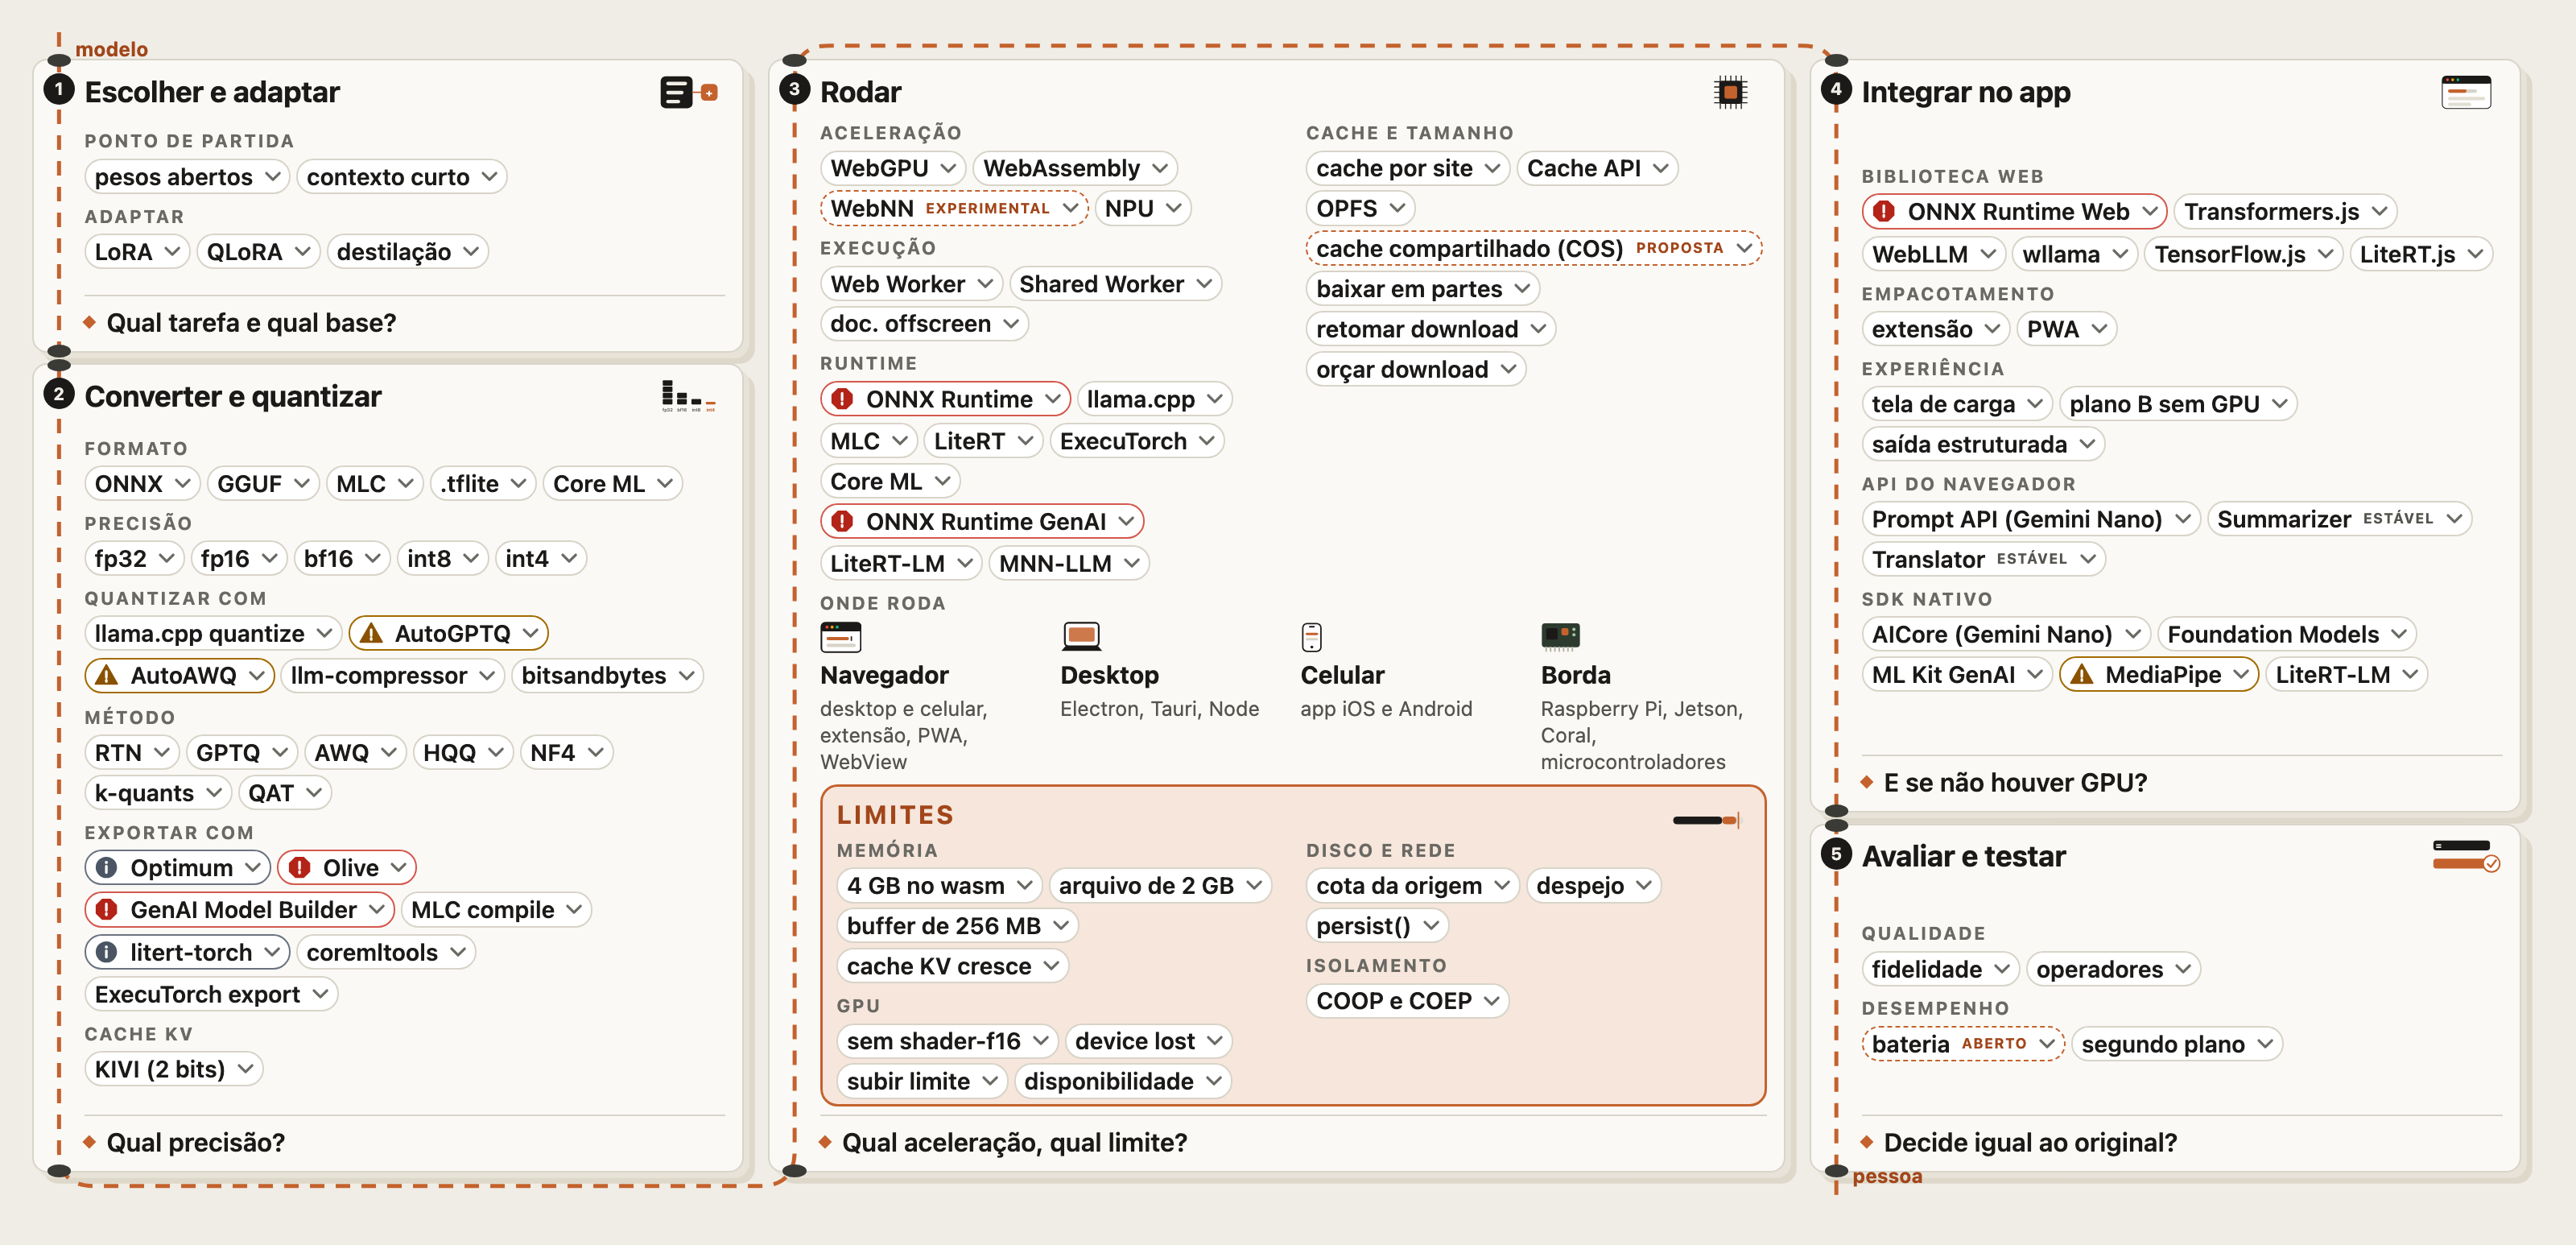 modelo
1 Escolher e adaptar
PONTO DE PARTIDA
pesos abertos contexto curto
ADAPTAR
LoRA QLoRA destilação
Qual tarefa e qual base?
2 Converter e quantizar
fp32 bf16 int8 int4
FORMATO
ONNX GGUF MLC .tflite Core ML
PRECISÃO
fp32 fp16 bf16 int8 int4
QUANTIZAR COM
llama.cpp quantize AutoGPTQ
AutoAWQ llm-compressor bitsandbytes
MÉTODO
RTN GPTQ AWQ HQQ NF4
k-quants QAT
EXPORTAR COM
Optimum Olive
GenAI Model Builder MLC compile
litert-torch coremltools
ExecuTorch export
CACHE KV
KIVI (2 bits)
Qual precisão?
3 Rodar
ACELERAÇÃO
WebGPU WebAssembly
WebNN EXPERIMENTAL NPU
EXECUÇÃO
Web Worker Shared Worker
doc. offscreen
RUNTIME
ONNX Runtime llama.cpp
MLC LiteRT ExecuTorch
Core ML
ONNX Runtime GenAI
LiteRT-LM MNN-LLM
CACHE E TAMANHO
cache por site Cache API
OPFS
cache compartilhado (COS) PROPOSTA
baixar em partes
retomar download
orçar download
ONDE RODA
Navegador
desktop e celular,
extensão, PWA,
WebView
Desktop
Electron, Tauri, Node
Celular
app iOS e Android
Borda
Raspberry Pi, Jetson,
Coral,
microcontroladores
LIMITES
MEMÓRIA
4 GB no wasm arquivo de 2 GB
buffer de 256 MB
cache KV cresce
GPU
sem shader-f16 device lost
subir limite disponibilidade
DISCO E REDE
cota da origem despejo
persist()
ISOLAMENTO
COOP e COEP
Qual aceleração, qual limite?
4 Integrar no app
BIBLIOTECA WEB
ONNX Runtime Web Transformers.js
WebLLM wllama TensorFlow.js LiteRT.js
EMPACOTAMENTO
extensão PWA
EXPERIÊNCIA
tela de carga plano B sem GPU
saída estruturada
API DO NAVEGADOR
Prompt API (Gemini Nano) Summarizer ESTÁVEL
Translator ESTÁVEL
SDK NATIVO
AICore (Gemini Nano) Foundation Models
ML Kit GenAI MediaPipe LiteRT-LM
E se não houver GPU?
5 Avaliar e testar
QUALIDADE
fidelidade operadores
DESEMPENHO
bateria ABERTO segundo plano
Decide igual ao original?
pessoa